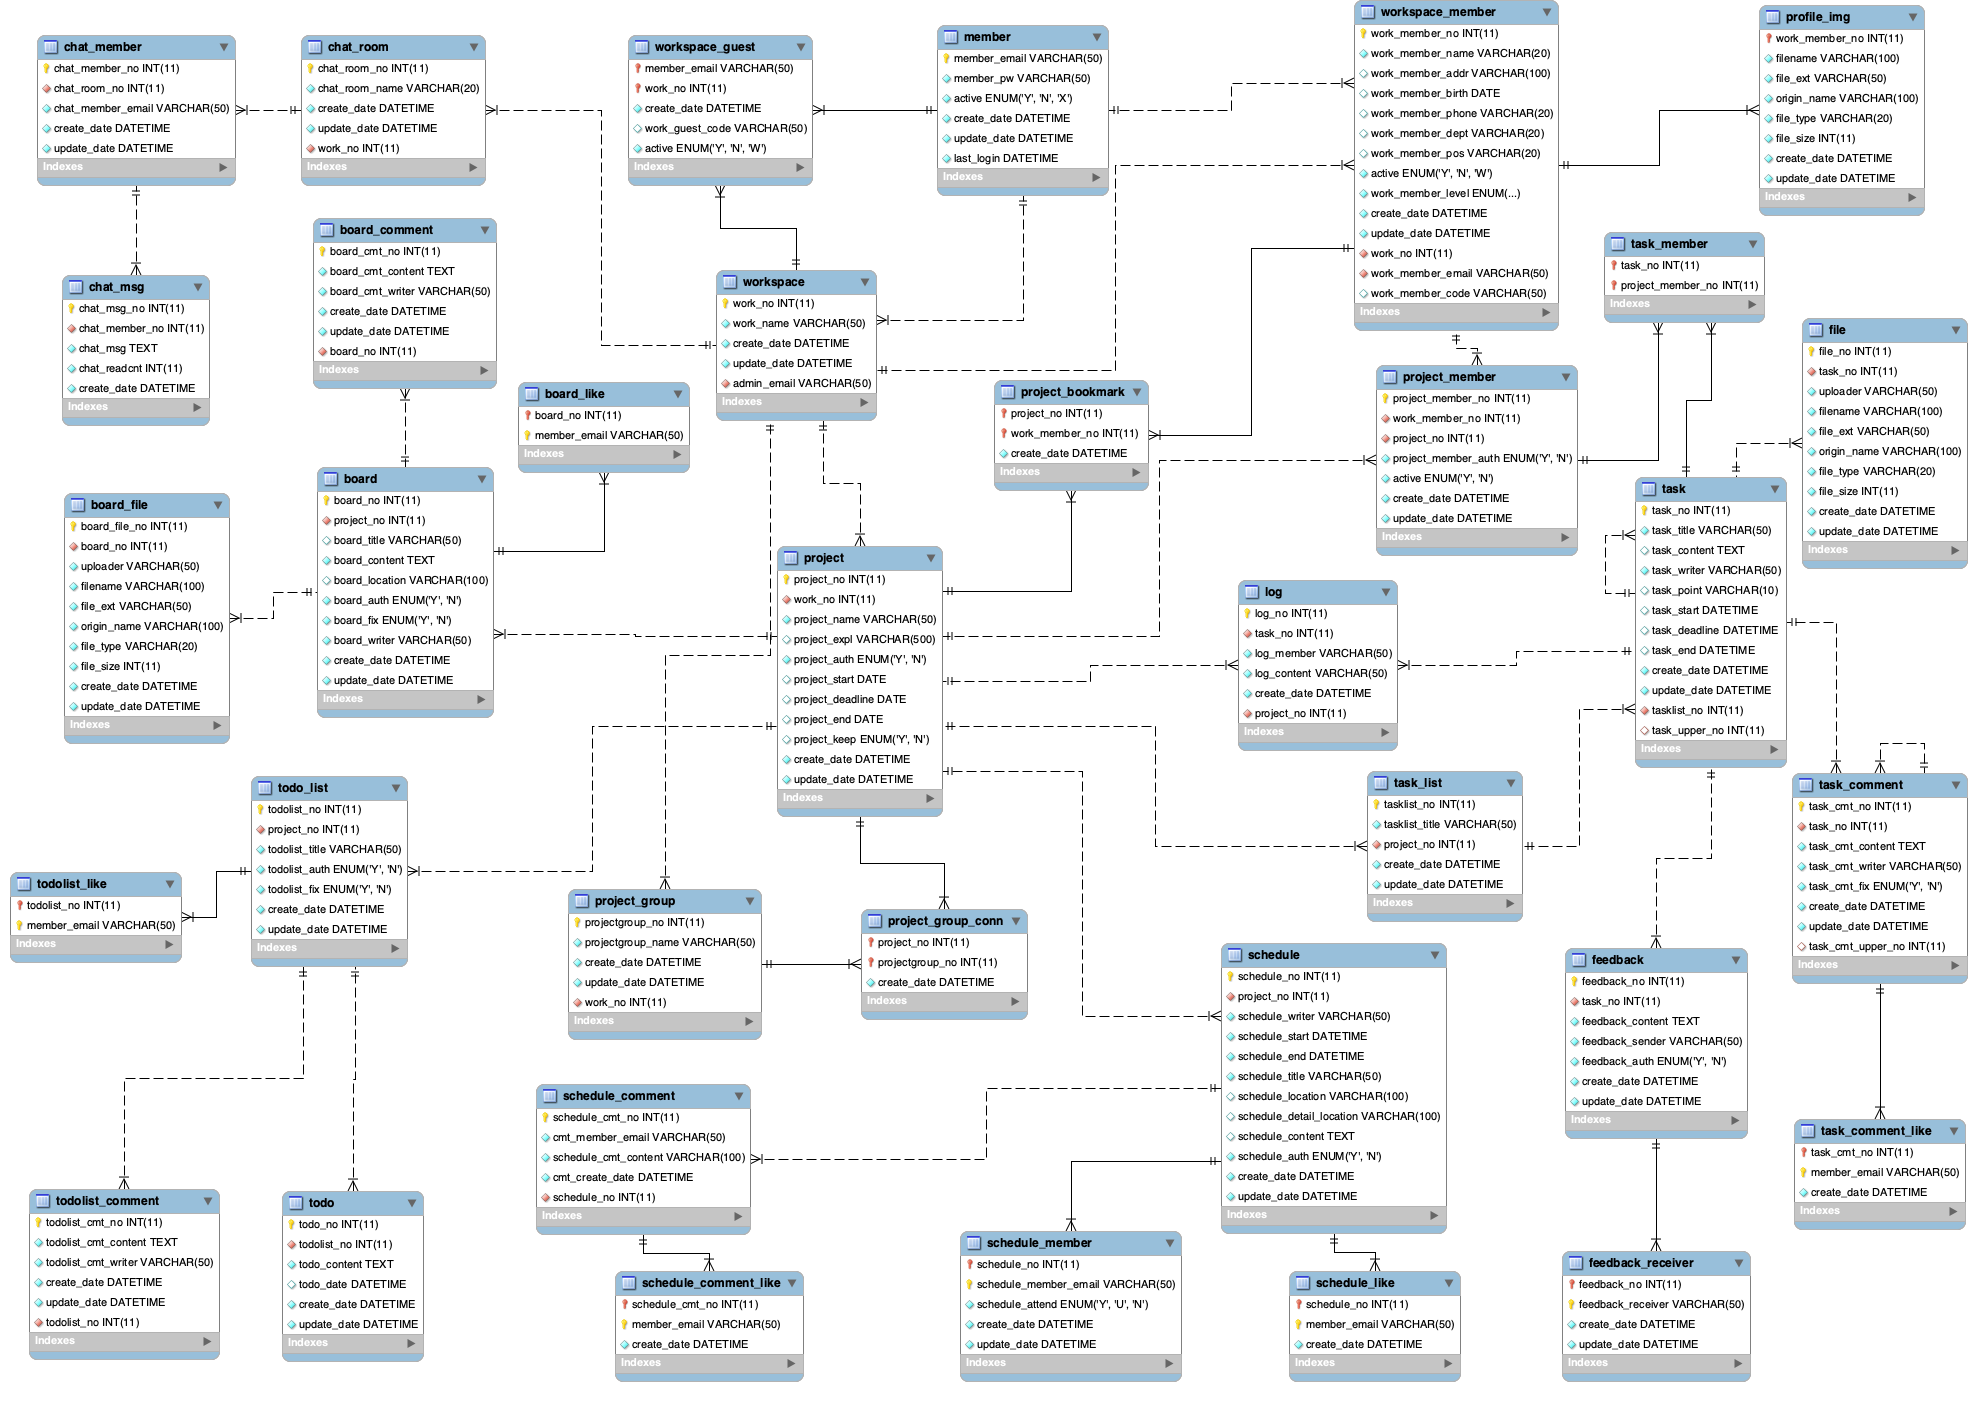 chat_member
chat_member_no INT(11)
chat_room_no INT(11)
chat_member_email VARCHAR(50)
create_date DATETIME
update_date DATETIME
Indexes
chat_room
chat_room_no INT(11)
chat_room_name VARCHAR(20)
create_date DATETIME
update_date DATETIME
work_no INT(11)
Indexes
workspace_guest
member_email VARCHAR(50)
work_no INT(11)
create_date DATETIME
work_guest_code VARCHAR(50)
active ENUM('Y', 'N', 'W')
Indexes
member
member_email VARCHAR(50)
member_pw VARCHAR(50)
active ENUM('Y', 'N', 'X')
create_date DATETIME
update_date DATETIME
last_login DATETIME
Indexes
workspace_member
work_member_no INT(11)
work_member_name VARCHAR(20)
work_member_addr VARCHAR(100)
work_member_birth DATE
work_member_phone VARCHAR(20)
work_member_dept VARCHAR(20)
work_member_pos VARCHAR(20)
active ENUM('Y', 'N', 'W')
work_member_level ENUM(...)
create_date DATETIME
update_date DATETIME
work_no INT(11)
work_member_email VARCHAR(50)
work_member_code VARCHAR(50)
Indexes
profile_img
work_member_no INT(11)
filename VARCHAR(100)
file_ext VARCHAR(50)
origin_name VARCHAR(100)
file_type VARCHAR(20)
file_size INT(11)
create_date DATETIME
update_date DATETIME
Indexes
chat_msg
chat_msg_no INT(11)
chat_member_no INT(11)
chat_msg TEXT
chat_readcnt INT(11)
create_date DATETIME
Indexes
board_comment
board_cmt_no INT(11)
board_cmt_content TEXT
board_cmt_writer VARCHAR(50)
create_date DATETIME
update_date DATETIME
board_no INT(11)
Indexes
workspace
work_no INT(11)
work_name VARCHAR(50)
create_date DATETIME
update_date DATETIME
admin_email VARCHAR(50)
Indexes
task_member
task_no INT(11)
project_member_no INT(11)
Indexes
file
file_no INT(11)
task_no INT(11)
uploader VARCHAR(50)
filename VARCHAR(100)
file_ext VARCHAR(50)
origin_name VARCHAR(100)
file_type VARCHAR(20)
file_size INT(11)
create_date DATETIME
update_date DATETIME
Indexes
board_like
board_no INT(11)
member_email VARCHAR(50)
Indexes
project_bookmark
project_no INT(11)
work_member_no INT(11)
create_date DATETIME
Indexes
project_member
project_member_no INT(11)
work_member_no INT(11)
project_no INT(11)
project_member_auth ENUM('Y', 'N')
active ENUM('Y', 'N')
create_date DATETIME
update_date DATETIME
Indexes
board_file
board_file_no INT(11)
board_no INT(11)
uploader VARCHAR(50)
filename VARCHAR(100)
file_ext VARCHAR(50)
origin_name VARCHAR(100)
file_type VARCHAR(20)
file_size INT(11)
create_date DATETIME
update_date DATETIME
Indexes
board
board_no INT(11)
project_no INT(11)
board_title VARCHAR(50)
board_content TEXT
board_location VARCHAR(100)
board_auth ENUM('Y', 'N')
board_fix ENUM('Y', 'N')
board_writer VARCHAR(50)
create_date DATETIME
update_date DATETIME
Indexes
project
project_no INT(11)
work_no INT(11)
project_name VARCHAR(50)
project_expl VARCHAR(500)
project_auth ENUM('Y', 'N')
project_start DATE
project_deadline DATE
project_end DATE
project_keep ENUM('Y', 'N')
create_date DATETIME
update_date DATETIME
Indexes
log
log_no INT(11)
task_no INT(11)
log_member VARCHAR(50)
log_content VARCHAR(50)
create_date DATETIME
project_no INT(11)
Indexes
task
task_no INT(11)
task_title VARCHAR(50)
task_content TEXT
task_writer VARCHAR(50)
task_point VARCHAR(10)
task_start DATETIME
task_deadline DATETIME
task_end DATETIME
create_date DATETIME
update_date DATETIME
tasklist_no INT(11)
task_upper_no INT(11)
Indexes
todo_list
todolist_no INT(11)
project_no INT(11)
todolist_title VARCHAR(50)
todolist_auth ENUM('Y', 'N')
todolist_fix ENUM('Y', 'N')
create_date DATETIME
update_date DATETIME
Indexes
task_list
tasklist_no INT(11)
tasklist_title VARCHAR(50)
project_no INT(11)
create_date DATETIME
update_date DATETIME
Indexes
task_comment
task_cmt_no INT(11)
task_no INT(11)
task_cmt_content TEXT
task_cmt_writer VARCHAR(50)
task_cmt_fix ENUM('Y', 'N')
create_date DATETIME
update_date DATETIME
task_cmt_upper_no INT(11)
Indexes
todolist_like
todolist_no INT(11)
member_email VARCHAR(50)
Indexes
project_group
projectgroup_no INT(11)
projectgroup_name VARCHAR(50)
create_date DATETIME
update_date DATETIME
work_no INT(11)
Indexes
project_group_conn
project_no INT(11)
projectgroup_no INT(11)
create_date DATETIME
Indexes
schedule
schedule_no INT(11)
project_no INT(11)
schedule_writer VARCHAR(50)
schedule_start DATETIME
schedule_end DATETIME
schedule_title VARCHAR(50)
schedule_location VARCHAR(100)
schedule_detail_location VARCHAR(100)
schedule_content TEXT
schedule_auth ENUM('Y', 'N')
create_date DATETIME
update_date DATETIME
Indexes
feedback
feedback_no INT(11)
task_no INT(11)
feedback_content TEXT
feedback_sender VARCHAR(50)
feedback_auth ENUM('Y', 'N')
create_date DATETIME
update_date DATETIME
Indexes
schedule_comment
schedule_cmt_no INT(11)
cmt_member_email VARCHAR(50)
schedule_cmt_content VARCHAR(100)
cmt_create_date DATETIME
schedule_no INT(11)
Indexes
task_comment_like
task_cmt_no INT(11)
member_email VARCHAR(50)
create_date DATETIME
Indexes
todolist_comment
todolist_cmt_no INT(11)
todolist_cmt_content TEXT
todolist_cmt_writer VARCHAR(50)
create_date DATETIME
update_date DATETIME
todolist_no INT(11)
Indexes
todo
todo_no INT(11)
todolist_no INT(11)
todo_content TEXT
todo_date DATETIME
create_date DATETIME
update_date DATETIME
Indexes
schedule_comment_like
schedule_cmt_no INT(11)
member_email VARCHAR(50)
create_date DATETIME
Indexes
schedule_member
schedule_no INT(11)
schedule_member_email VARCHAR(50)
schedule_attend ENUM('Y', 'U', 'N')
create_date DATETIME
update_date DATETIME
Indexes
schedule_like
schedule_no INT(11)
member_email VARCHAR(50)
create_date DATETIME
Indexes
feedback_receiver
feedback_no INT(11)
feedback_receiver VARCHAR(50)
create_date DATETIME
update_date DATETIME
Indexes